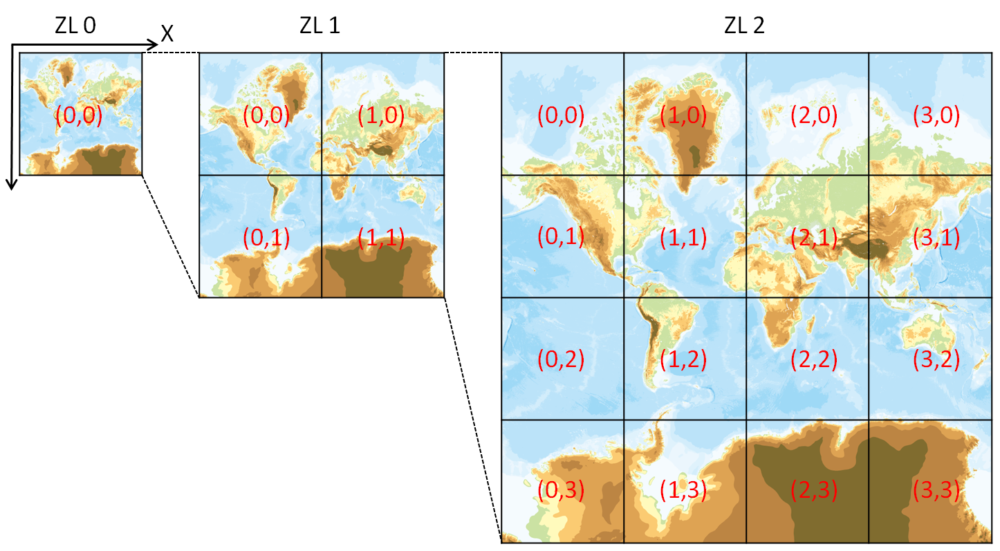 ZL 0 ZL 1 ZL 2
X
(0,0) (0,0) (1,0) (0,0) (1,0) (2,0) (3,0)
(0,1) (1,1) (0,1) (1,1) (2,1) (3,1)
(0,2) (1,2) (2,2) (3,2)
(0,3) (1,3) (2,3) (3,3)